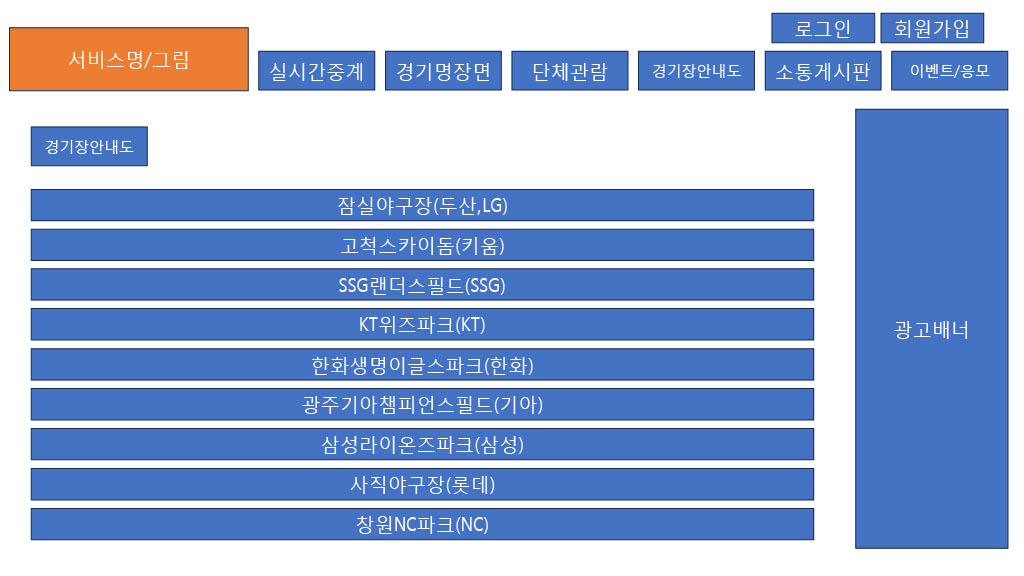 로그인
회원가입
서비스명/그림
실시간중계
경기명장면
단체관람
경기장안내도
소통게시판
이벤트/응모
경기장안내도
잠실야구장(두산,LG)
고척스카이돔(키움)
SSG랜더스필드(SSG)
KT위즈파크(KT)
한화생명이글스파크(한화)
광주기아챔피언스필드(기아)
삼성라이온즈파크(삼성)
사직야구장(롯데)
창원NC파크(NC)
광고배너